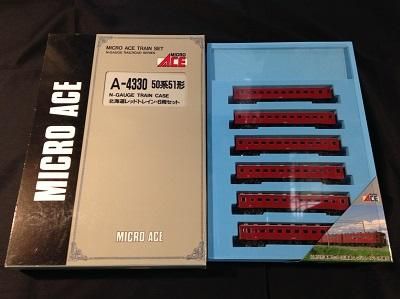 MICRO ACE
MICRO ACE TRAIN SET
N-GAUGE RAILROAD SERIES
MICRO
ACE
A-4330 50系51形
N-GAUGE TRAIN CASE
北海道レッドトレイン・6両セット
MICRO ACE
MICRO
ACE